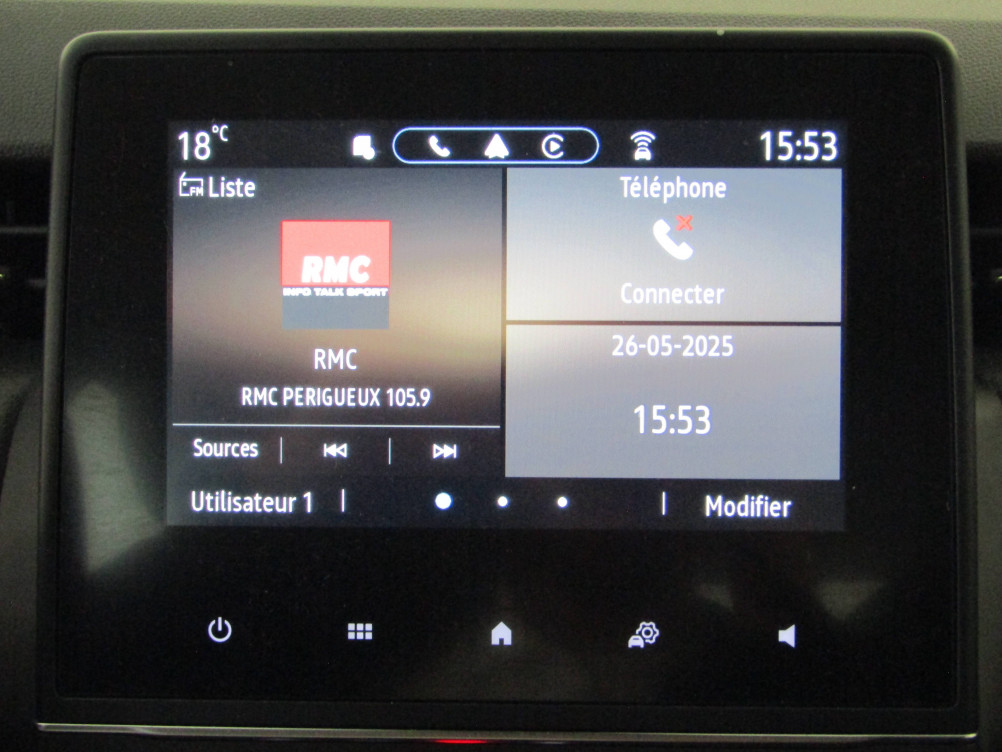 18°C
15:53
FM Liste
RMC
INFO TALK SPORT
RMC
RMC PERIGUEUX 105.9
Sources
Téléphone
Connecter
26-05-2025
15:53
Utilisateur 1
Modifier